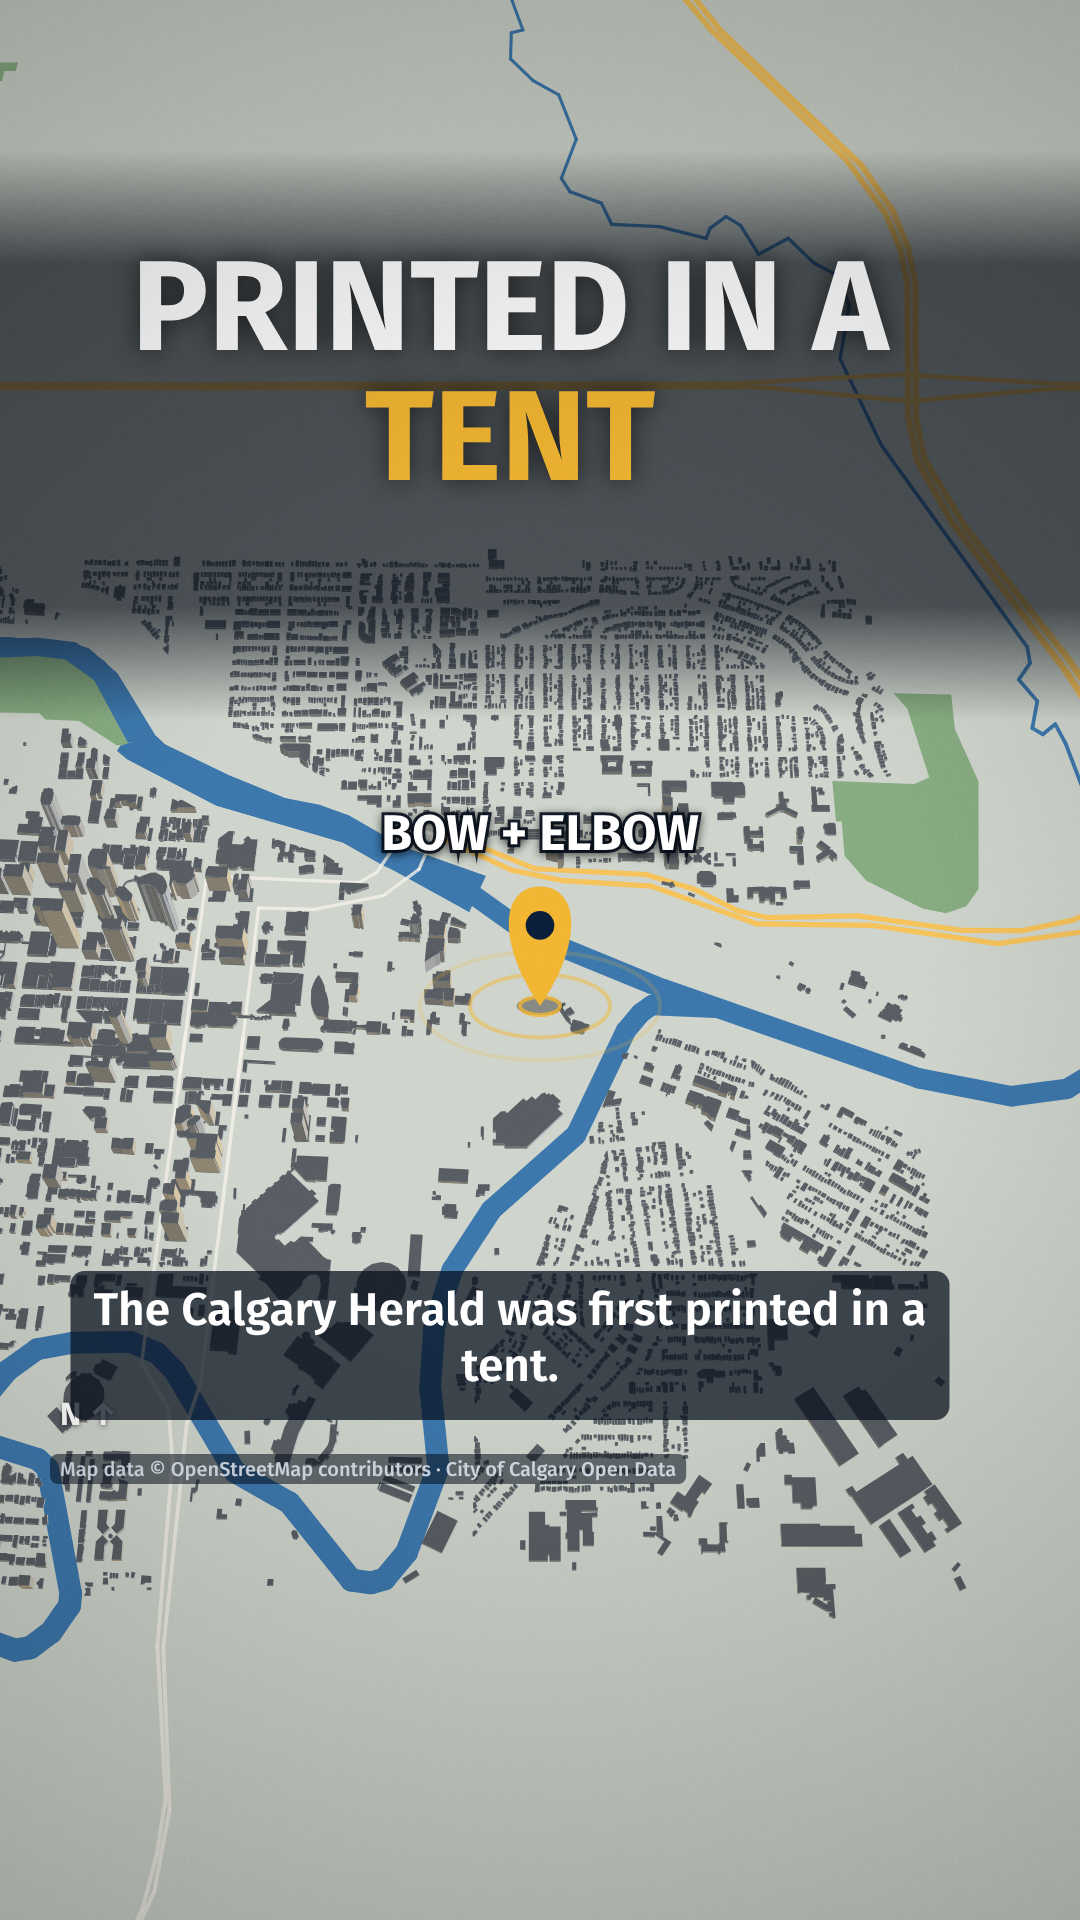 PRINTED IN A
TENT
BOW + ELBOW
The Calgary Herald was first printed in a
tent.
N ↑
Map data © OpenStreetMap contributors · City of Calgary Open Data